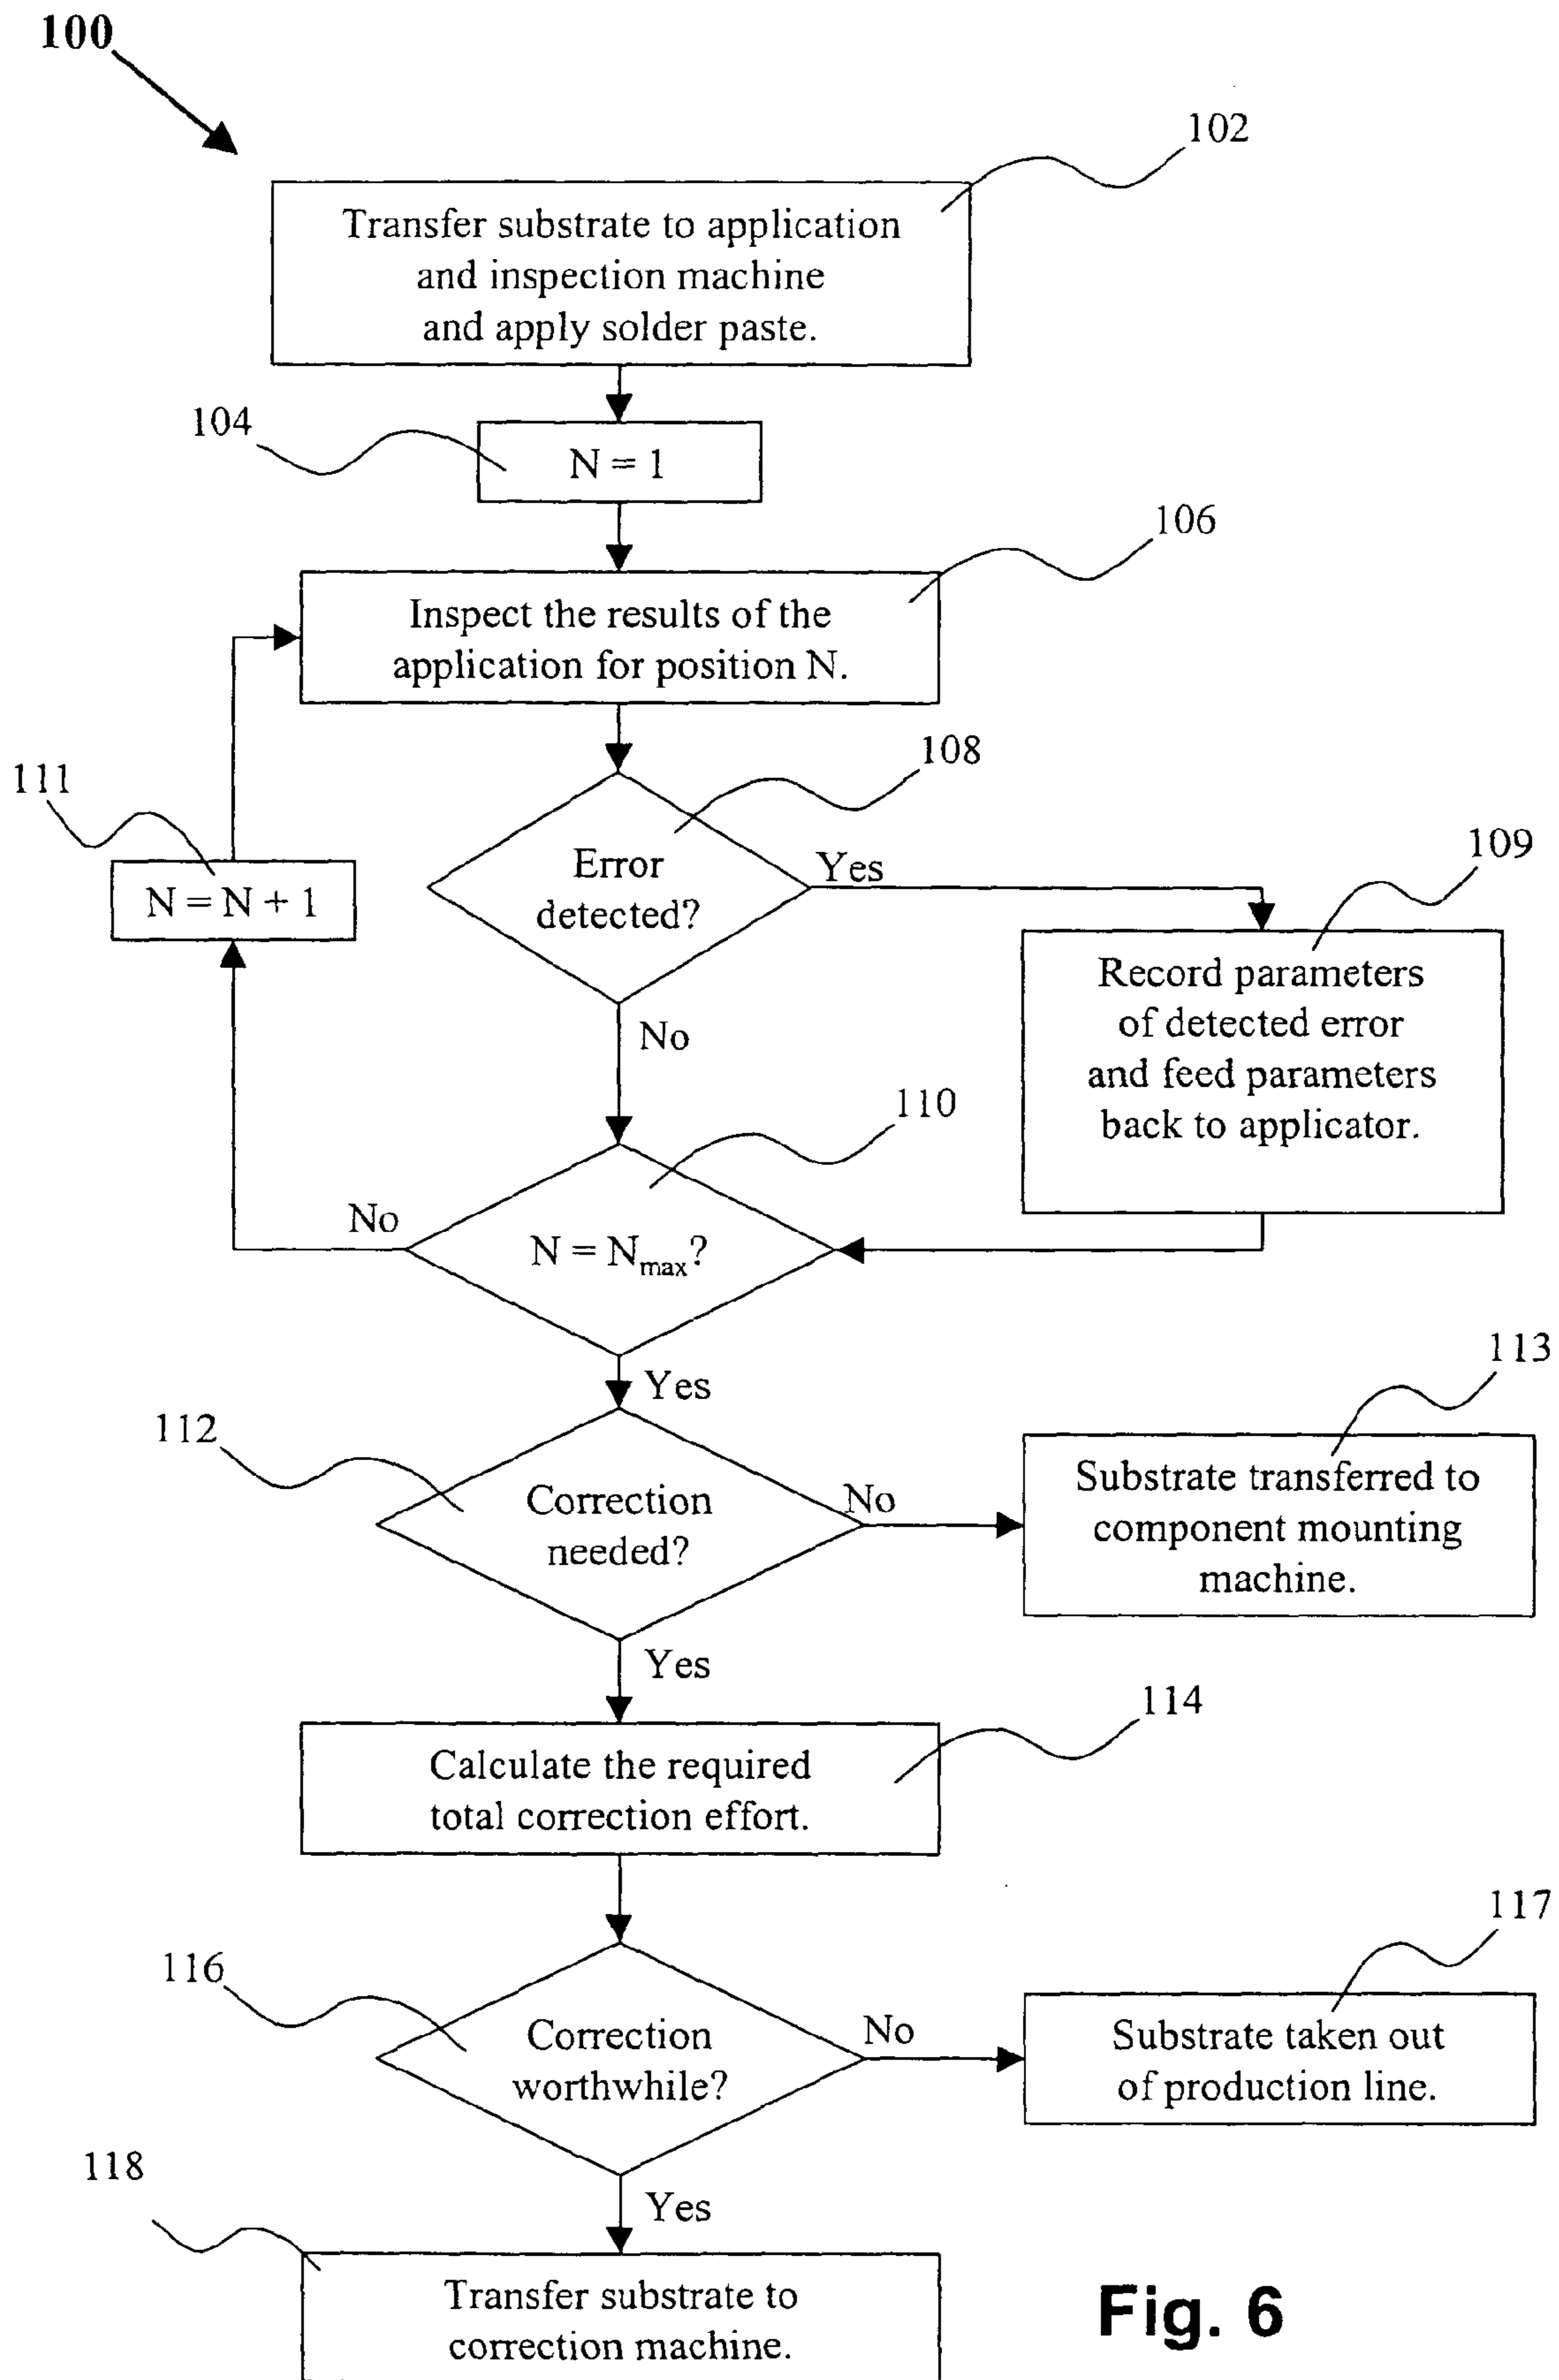 100
102
Transfer substrate to application
and inspection machine
and apply solder paste.
104
N = 1
106
Inspect the results of the
application for position N.
108
111
Error
detected?
Yes
109
N = N + 1
Record parameters
of detected error
and feed parameters
back to applicator.
No
110
No
N = Nmax?
Yes
113
112
Correction
needed?
No
Substrate transferred to
component mounting
machine.
Yes
114
Calculate the required
total correction effort.
117
116
Correction
worthwhile?
No
Substrate taken out
of production line.
118
Yes
Transfer substrate to
correction machine.
Fig. 6